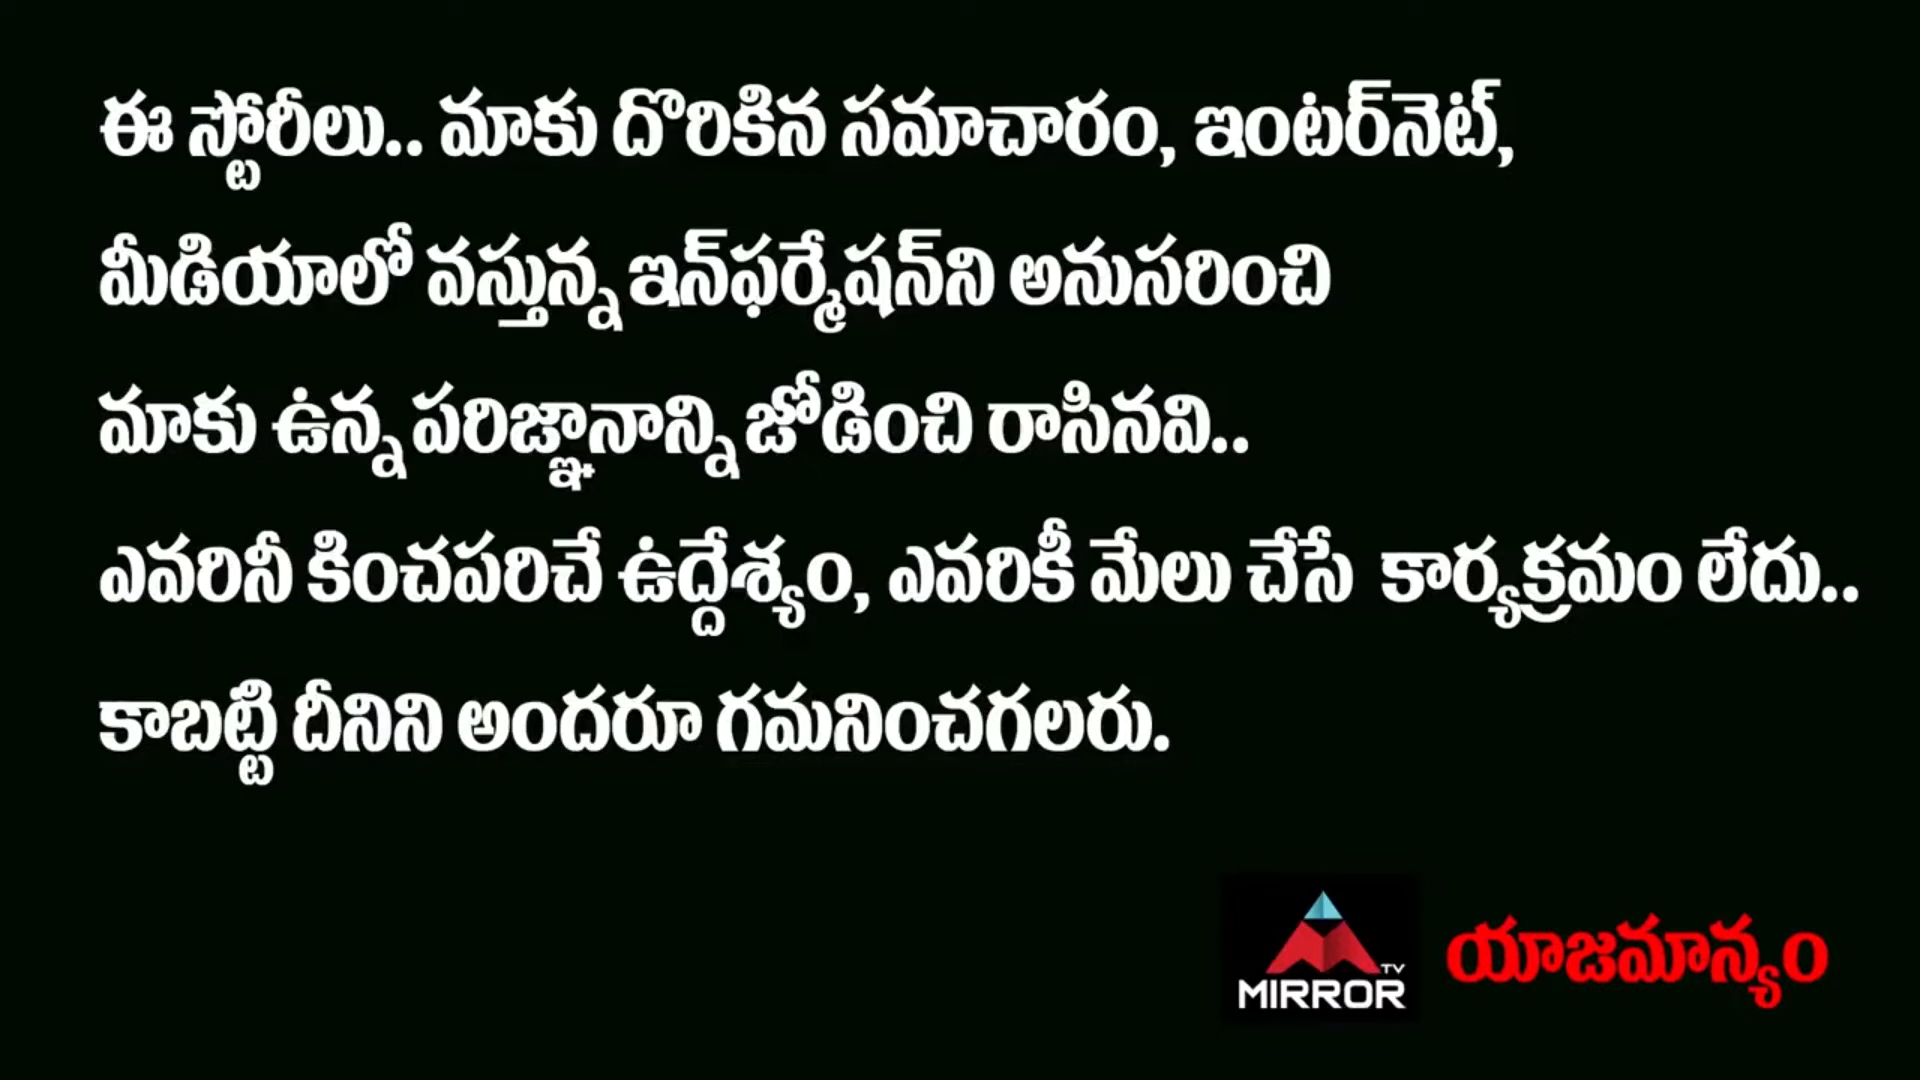 ఈ స్టోరీలు.. మాకు దొరికిన సమాచారం, ఇంటర్‌నెట్,
మీడియాలో వస్తున్న ఇన్‌ఫర్మేషన్‌ని అనుసరించి
మాకు ఉన్న పరిజ్ఞానాన్ని జోడించి రాసినవి..
ఎవరినీ కించపరిచే ఉద్దేశ్యం, ఎవరికీ మేలు చేసే కార్యక్రమం లేదు..
కాబట్టి దీనిని అందరూ గమనించగలరు.
TV
MIRROR
యాజమాన్యం